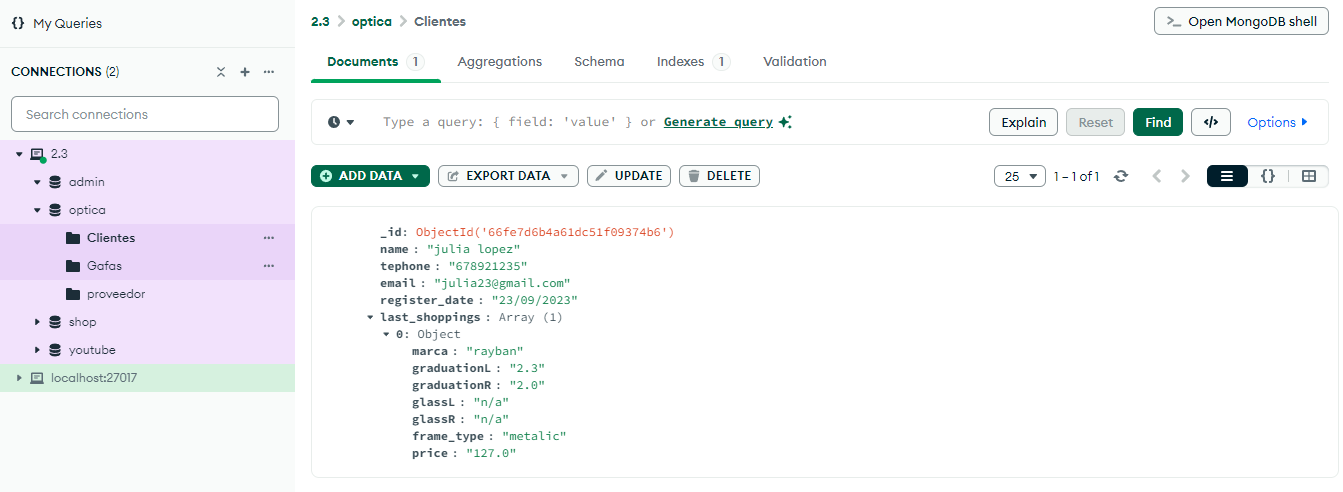 My Queries
CONNECTIONS (2)
Search connections
2.3
admin
optica
Clientes
Gafas
proveedor
shop
youtube
localhost:27017
2.3 > optica > Clientes
>_ Open MongoDB shell
Documents 1 Aggregations Schema Indexes 1 Validation
Type a query: { field: 'value' } or Generate query
Explain Reset Find </> Options
ADD DATA EXPORT DATA UPDATE DELETE
25 1 – 1 of 1 {}
_id: ObjectId('66fe7d6b4a61dc51f09374b6')
name : "julia lopez"
tephone : "678921235"
email : "julia23@gmail.com"
register_date : "23/09/2023"
last_shoppings : Array (1)
0: Object
marca : "rayban"
graduationL : "2.3"
graduationR : "2.0"
glassL : "n/a"
glassR : "n/a"
frame_type : "metalic"
price : "127.0"